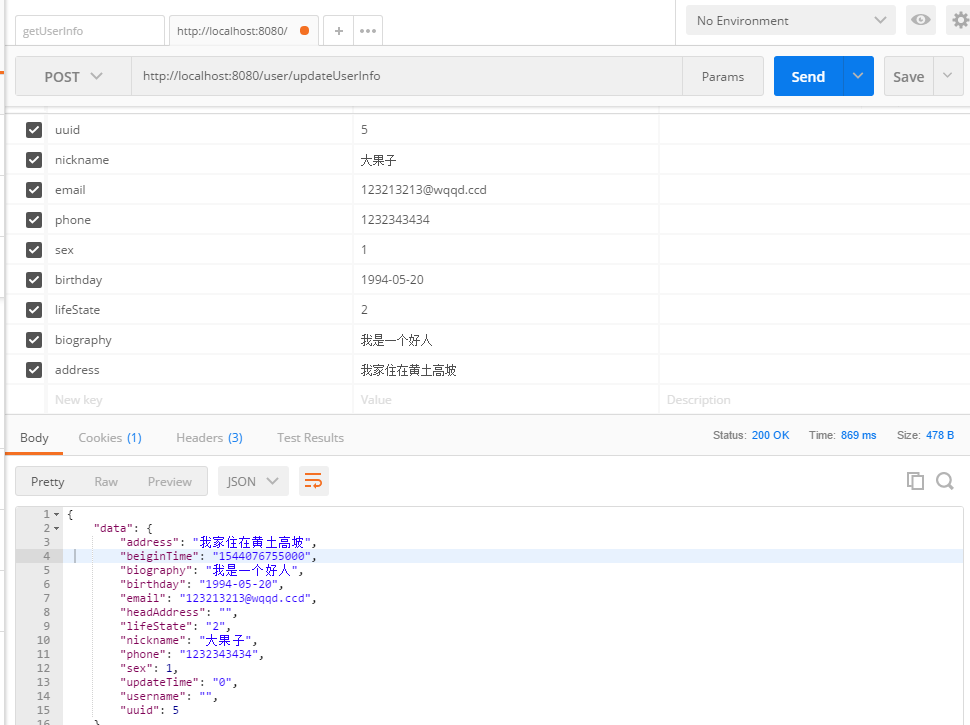 getUserInfo http://localhost:8080/ + ••• No Environment
POST http://localhost:8080/user/updateUserInfo Params Send Save
uuid 5
nickname 大果子
email 123213213@wqqd.ccd
phone 1232343434
sex 1
birthday 1994-05-20
lifeState 2
biography 我是一个好人
address 我家住在黄土高坡
New key Value Description
Body Cookies (1) Headers (3) Test Results Status: 200 OK Time: 869 ms Size: 478 B
Pretty Raw Preview JSON
1 {
2 "data": {
3 "address": "我家住在黄土高坡",
4 "beiginTime": "1544076755000",
5 "biography": "我是一个好人",
6 "birthday": "1994-05-20",
7 "email": "123213213@wqqd.ccd",
8 "headAddress": "",
9 "lifeState": "2",
10 "nickname": "大果子",
11 "phone": "1232343434",
12 "sex": 1,
13 "updateTime": "0",
14 "username": "",
15 "uuid": 5
16 }